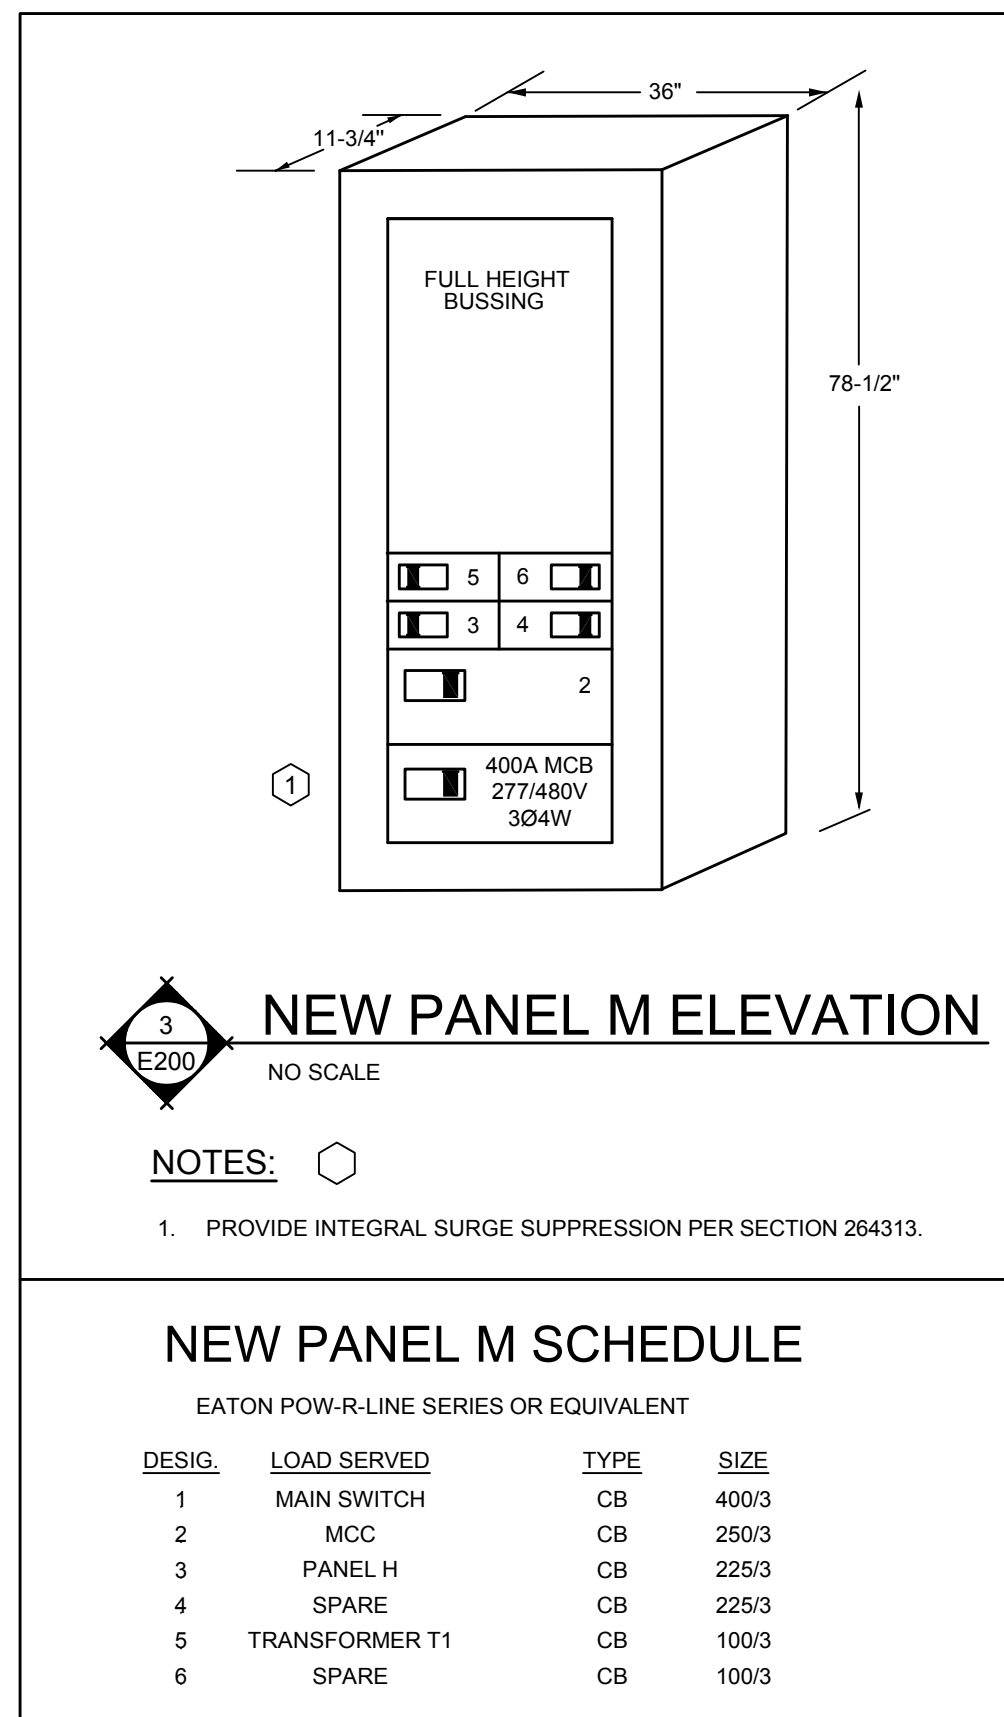 36"
11-3/4"
FULL HEIGHT
BUSSING
78-1/2"
5 6
3 4
2
1
400A MCB
277/480V
3Ø4W
3
E200
NEW PANEL M ELEVATION
NO SCALE
NOTES:
1. PROVIDE INTEGRAL SURGE SUPPRESSION PER SECTION 264313.
NEW PANEL M SCHEDULE
EATON POW-R-LINE SERIES OR EQUIVALENT
DESIG. LOAD SERVED TYPE SIZE
1 MAIN SWITCH CB 400/3
2 MCC CB 250/3
3 PANEL H CB 225/3
4 SPARE CB 225/3
5 TRANSFORMER T1 CB 100/3
6 SPARE CB 100/3